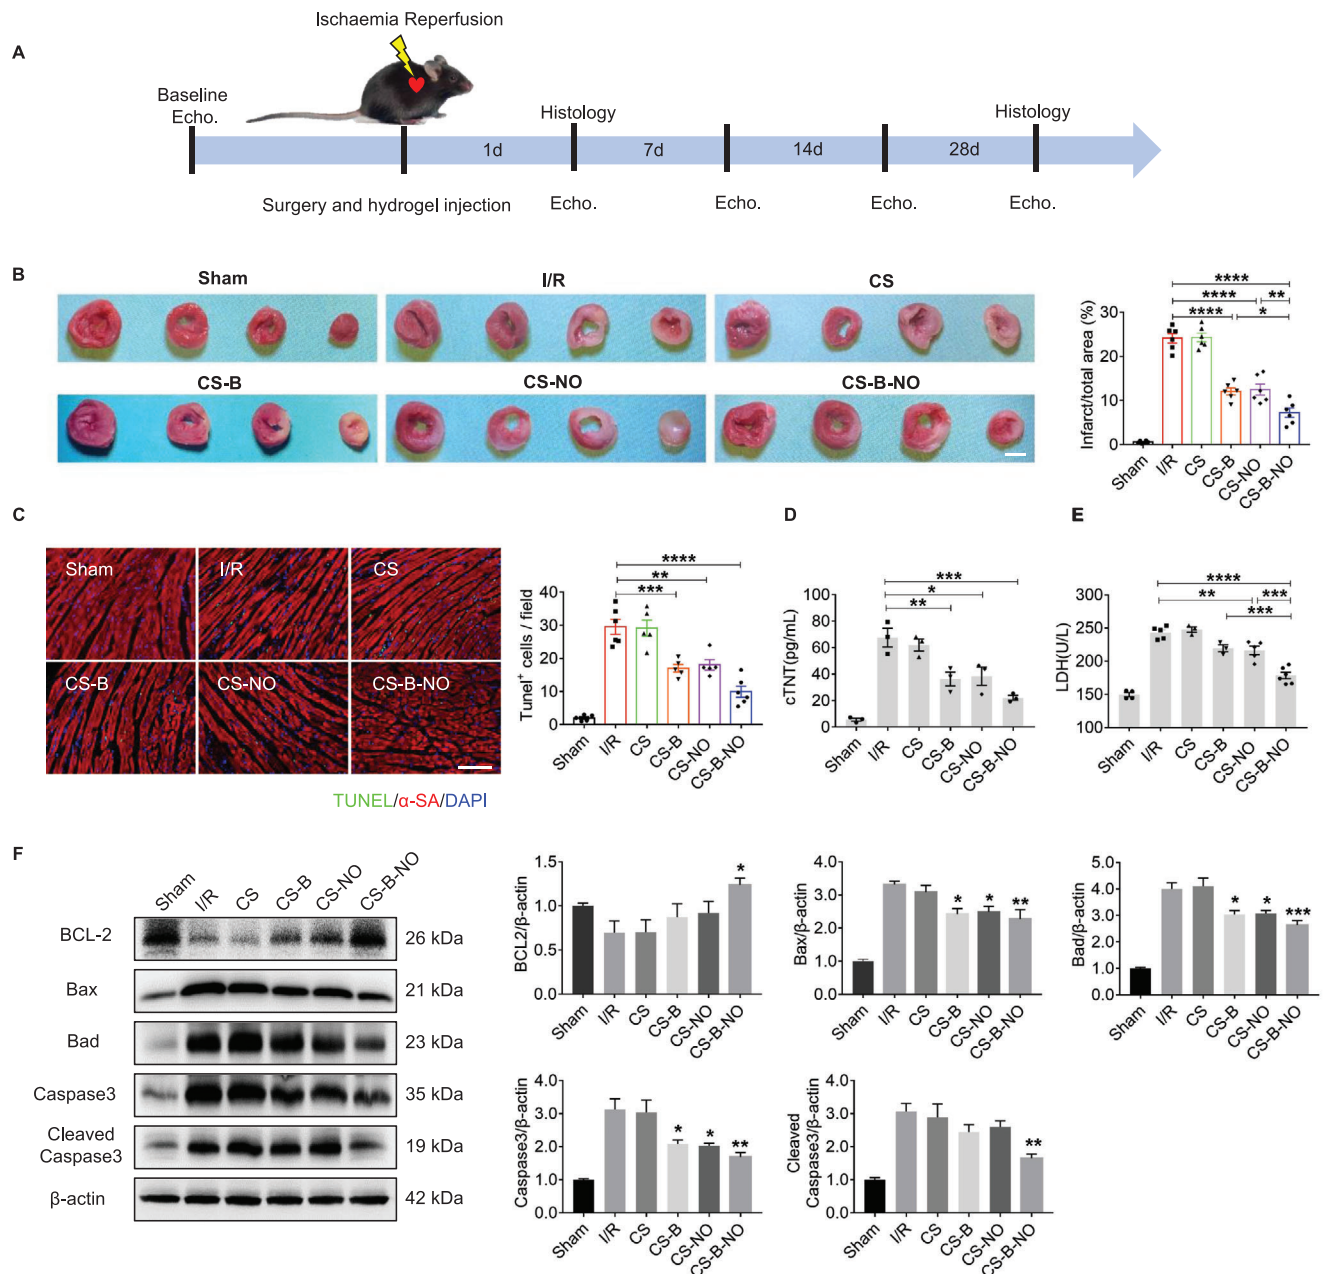 Ischaemia Reperfusion
A
Baseline
Echo.
Histology
Histology
1d
7d
14d
28d
Surgery and hydrogel injection
Echo.
Echo.
Echo.
Echo.
B
Sham
I/R
CS
CS-B
CS-NO
CS-B-NO
Infarct/total area (%)
30
20
10
0
****
**** **
**** *
Sham
I/R
CS
CS-B
CS-NO
CS-B-NO
C
Sham
I/R
CS
CS-B
CS-NO
CS-B-NO
TUNEL/α-SA/DAPI
Tunel+ cells / field
40
30
20
10
0
****
**
***
Sham
I/R
CS
CS-B
CS-NO
CS-B-NO
D
cTNT(pg/mL)
100
80
60
40
20
0
***
*
**
Sham
I/R
CS
CS-B
CS-NO
CS-B-NO
E
LDH(U/L)
300
250
200
150
100
****
** ***
***
Sham
I/R
CS
CS-B
CS-NO
CS-B-NO
F
Sham
I/R
CS
CS-B
CS-NO
CS-B-NO
BCL-2
26 kDa
Bax
21 kDa
Bad
23 kDa
Caspase3
35 kDa
Cleaved
Caspase3
19 kDa
β-actin
42 kDa
BCL2/β-actin
1.5
1.0
0.5
0.0
*
Sham
I/R
CS
CS-B
CS-NO
CS-B-NO
Bax/β-actin
4.0
3.0
2.0
1.0
0.0
* * **
Sham
I/R
CS
CS-B
CS-NO
CS-B-NO
Bad/β-actin
5.0
4.0
3.0
2.0
1.0
0.0
* * ***
Sham
I/R
CS
CS-B
CS-NO
CS-B-NO
Caspase3/β-actin
4.0
3.0
2.0
1.0
0.0
* * **
Sham
I/R
CS
CS-B
CS-NO
CS-B-NO
Cleaved
Caspase3/β-actin
4.0
3.0
2.0
1.0
0.0
**
Sham
I/R
CS
CS-B
CS-NO
CS-B-NO